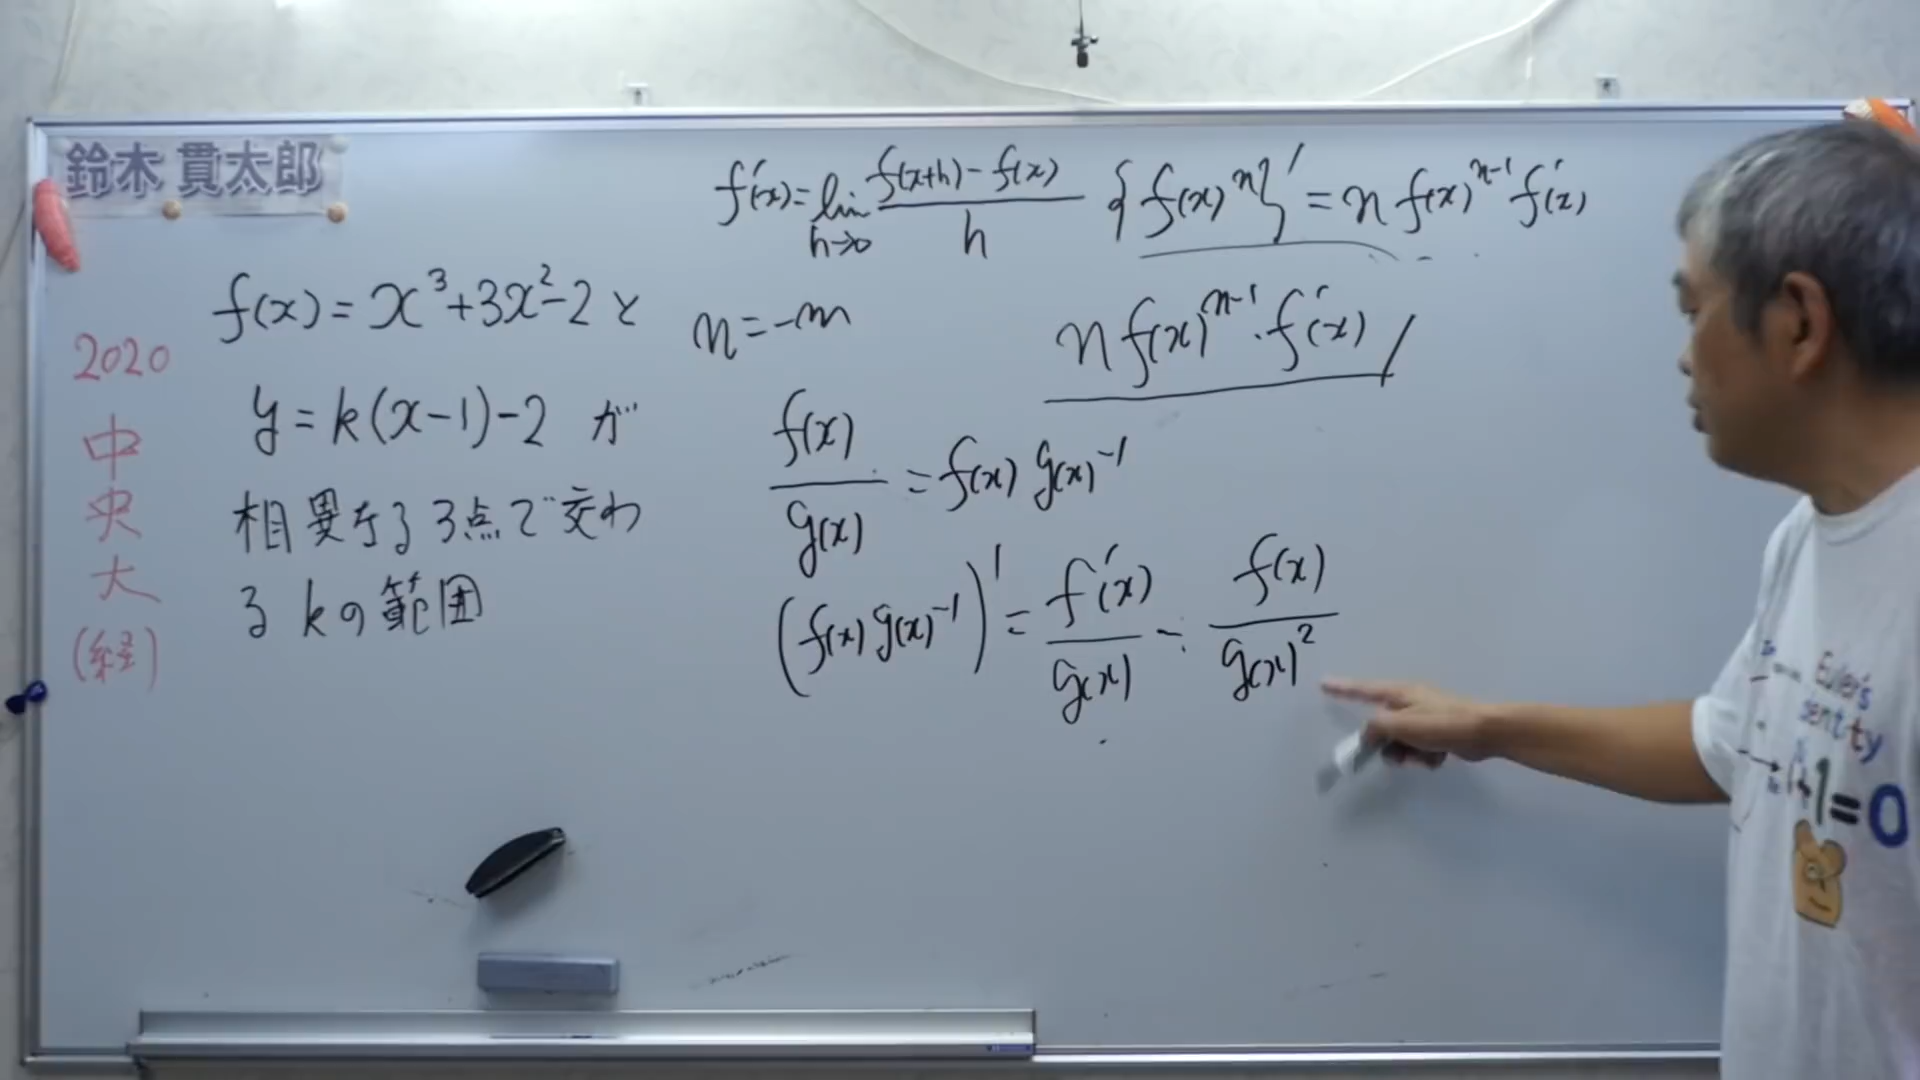 鈴木 貫太郎
2020
中
央
大
(経)
f(x) = x³+3x²-2 と
y = k(x-1)-2 が
相異なる3点で交わ
る kの範囲
f'(x)=lim h→0 f(x+h)-f(x) / h {f(x)ⁿ}' = n f(x)ⁿ⁻¹ f'(x)
n=-m
n f(x)ⁿ⁻¹·f'(x)
f(x)/g(x) = f(x) g(x)⁻¹
(f(x) g(x)⁻¹)' = f'(x)/g(x) - f(x)/g(x)²
Euler's
+1=0